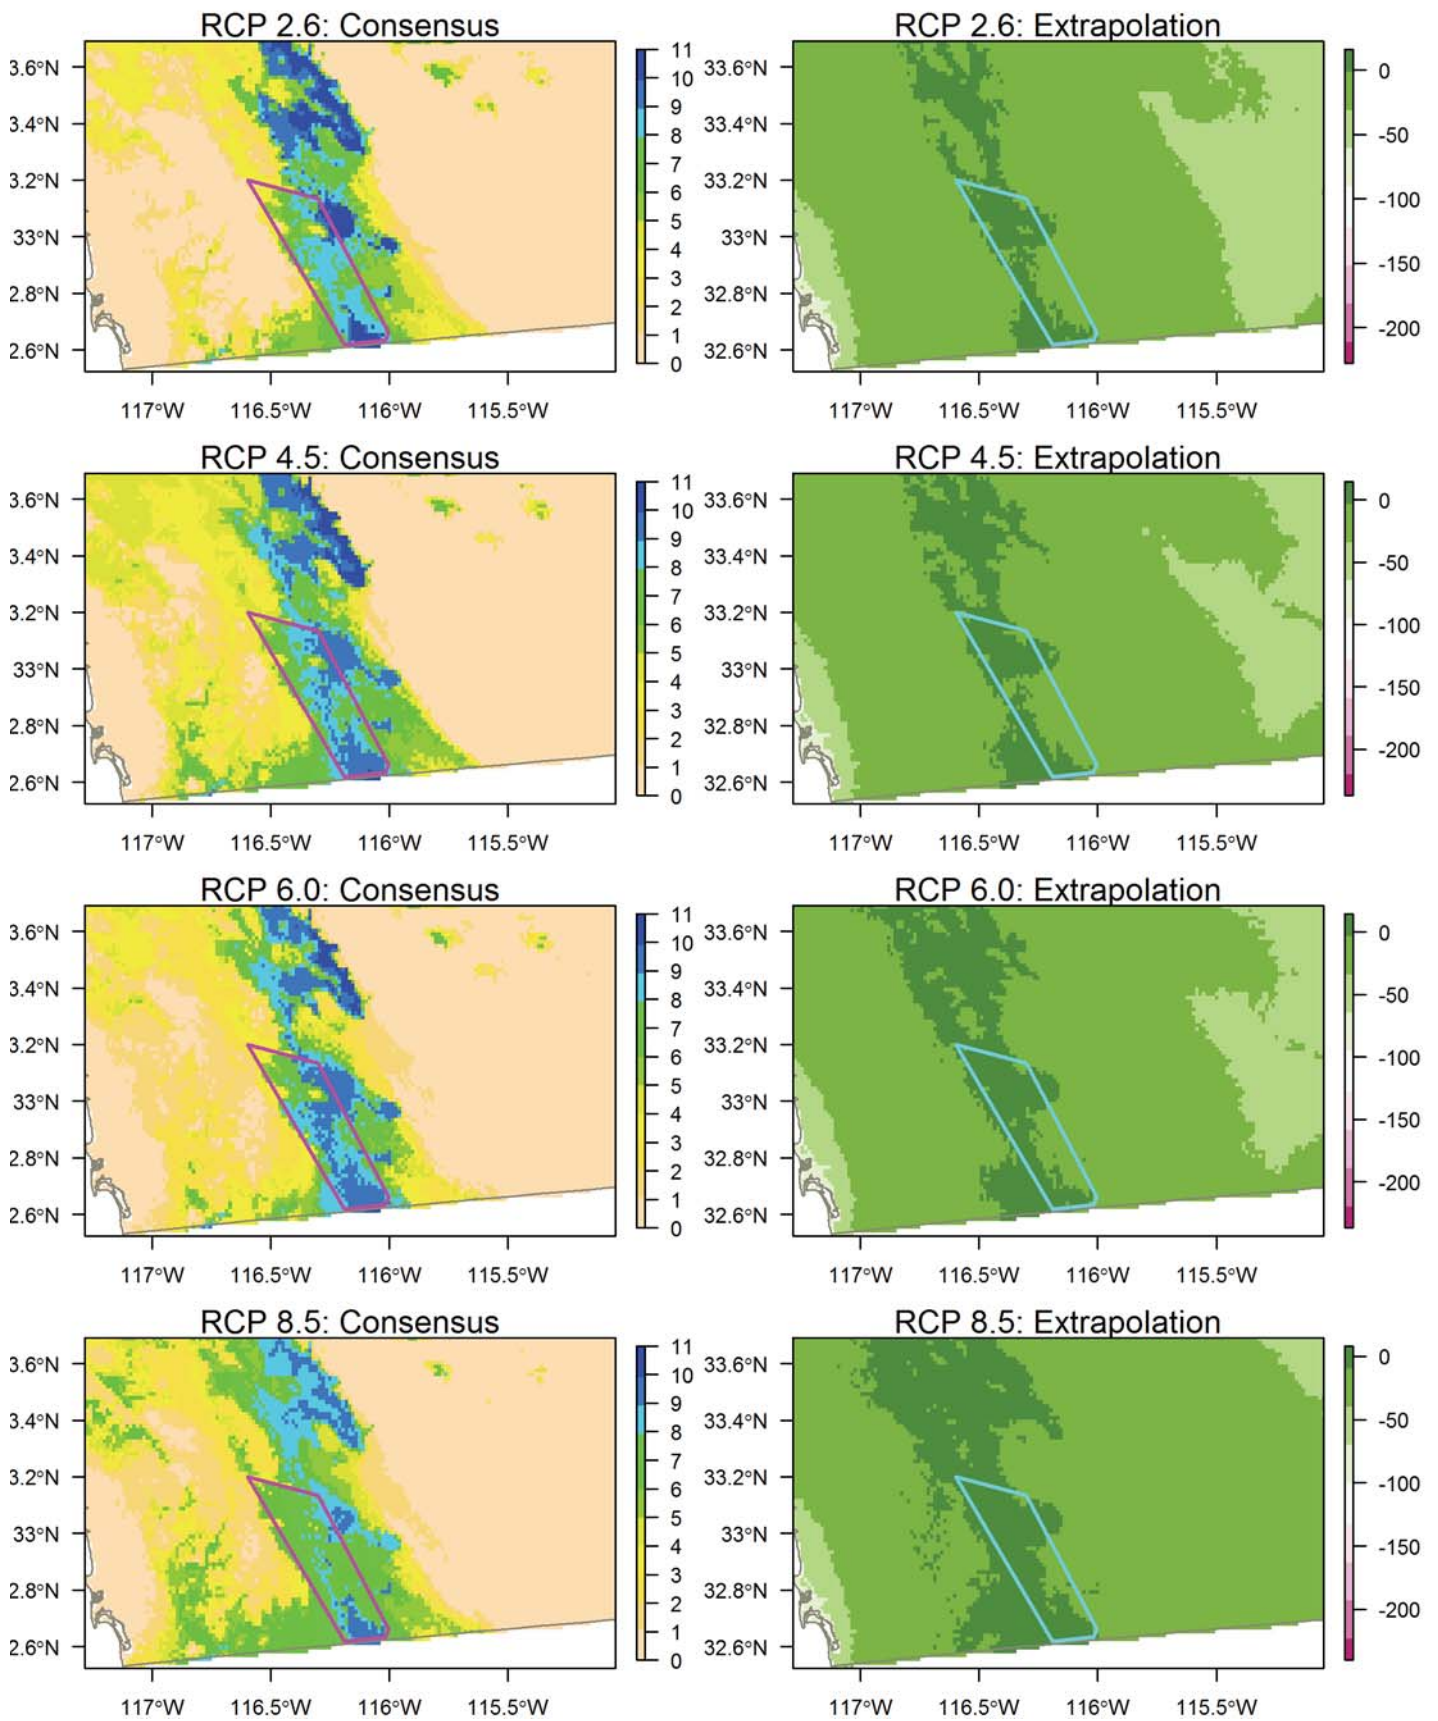 RCP 2.6: Consensus
3.6°N
3.4°N
3.2°N
33°N
2.8°N
2.6°N
117°W 116.5°W 116°W 115.5°W
11
10
9
8
7
6
5
4
3
2
1
0
RCP 2.6: Extrapolation
33.6°N
33.4°N
33.2°N
33°N
32.8°N
32.6°N
117°W 116.5°W 116°W 115.5°W
0
-50
-100
-150
-200
RCP 4.5: Consensus
3.6°N
3.4°N
3.2°N
33°N
2.8°N
2.6°N
117°W 116.5°W 116°W 115.5°W
11
10
9
8
7
6
5
4
3
2
1
0
RCP 4.5: Extrapolation
33.6°N
33.4°N
33.2°N
33°N
32.8°N
32.6°N
117°W 116.5°W 116°W 115.5°W
0
-50
-100
-150
-200
RCP 6.0: Consensus
3.6°N
3.4°N
3.2°N
33°N
2.8°N
2.6°N
117°W 116.5°W 116°W 115.5°W
11
10
9
8
7
6
5
4
3
2
1
0
RCP 6.0: Extrapolation
33.6°N
33.4°N
33.2°N
33°N
32.8°N
32.6°N
117°W 116.5°W 116°W 115.5°W
0
-50
-100
-150
-200
RCP 8.5: Consensus
3.6°N
3.4°N
3.2°N
33°N
2.8°N
2.6°N
117°W 116.5°W 116°W 115.5°W
11
10
9
8
7
6
5
4
3
2
1
0
RCP 8.5: Extrapolation
33.6°N
33.4°N
33.2°N
33°N
32.8°N
32.6°N
117°W 116.5°W 116°W 115.5°W
0
-50
-100
-150
-200